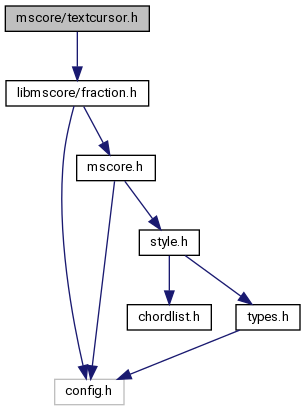 mscore/textcursor.h
libmscore/fraction.h
mscore.h
style.h
chordlist.h
types.h
config.h